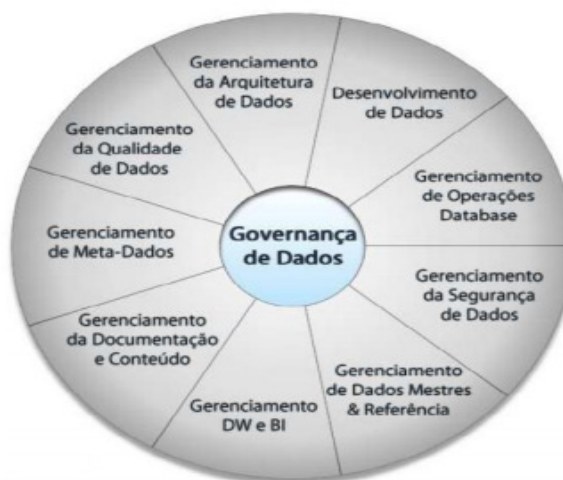 Gerenciamento
da Arquitetura
de Dados
Desenvolvimento
de Dados
Gerenciamento
de Operações
Database
Gerenciamento
da Segurança
de Dados
Gerenciamento
de Dados Mestres
& Referência
Gerenciamento
DW e BI
Gerenciamento
da Documentação
e Conteúdo
Gerenciamento
de Meta-Dados
Gerenciamento
da Qualidade
de Dados
Governança
de Dados